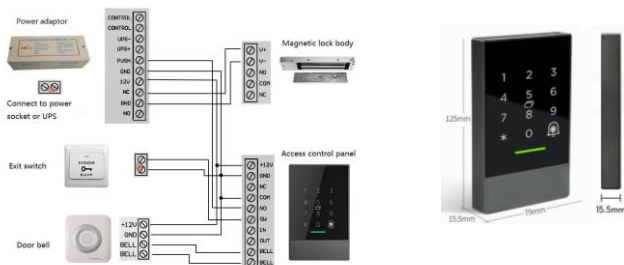 Power adaptor
Connect to power
socket or UPS
CONTROL
CONTROL
UPS-
UPS+
PUSH
GND
12V
NC
GND
NO
V+
V-
NO
COM
NC
Magnetic lock body
Exit switch
DOOR
EXIT
Door bell
+12V
GND
BELL
BELL
Access control panel
+12V
GND
NC
COM
NO
SW
IN
OUT
BELL
BELL
1 2 3
4 5 6
7 8 9
* 0
125mm
15.5mm
79mm
15.5mm